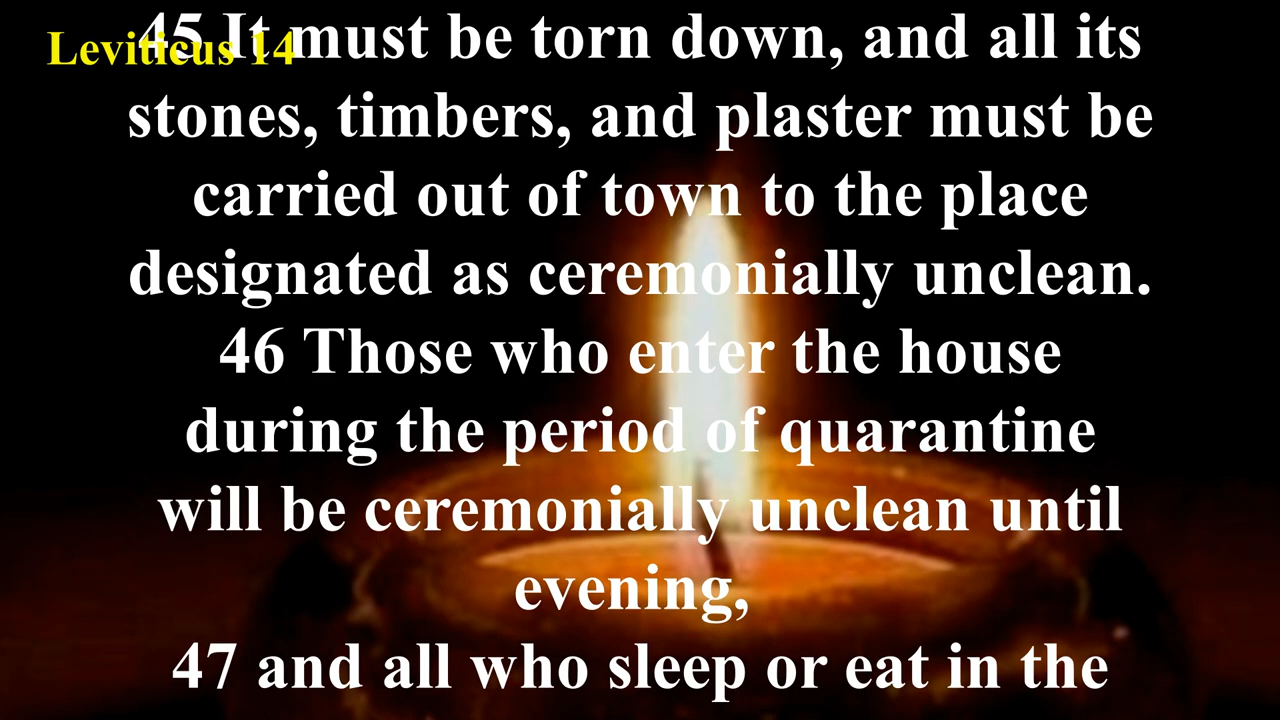 Leviticus 14
45 It must be torn down, and all its
stones, timbers, and plaster must be
carried out of town to the place
designated as ceremonially unclean.
46 Those who enter the house
during the period of quarantine
will be ceremonially unclean until
evening,
47 and all who sleep or eat in the